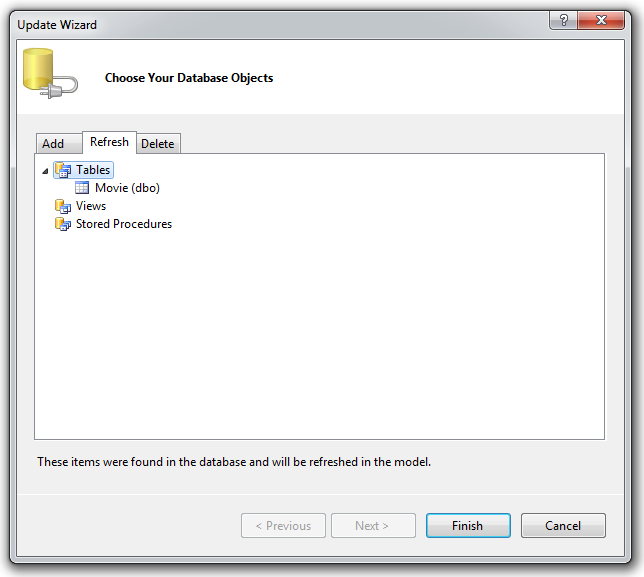 Update Wizard
?
Choose Your Database Objects
Add Refresh Delete
Tables
Movie (dbo)
Views
Stored Procedures
These items were found in the database and will be refreshed in the model.
< Previous Next > Finish Cancel